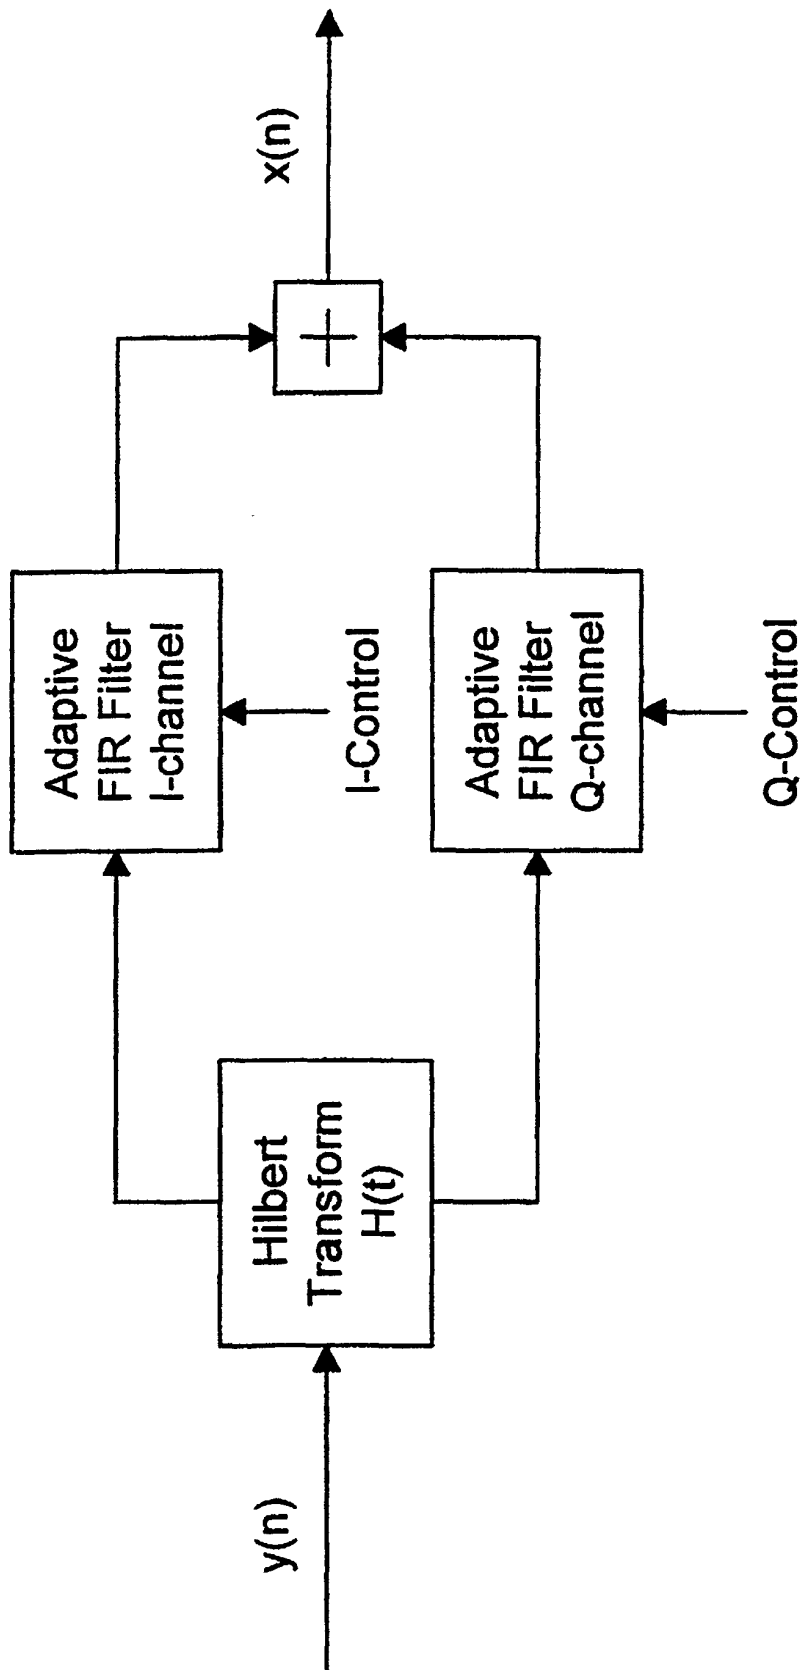 y(n)
Hilbert
Transform
H(t)
Adaptive
FIR Filter
I-channel
I-Control
Adaptive
FIR Filter
Q-channel
Q-Control
+
x(n)